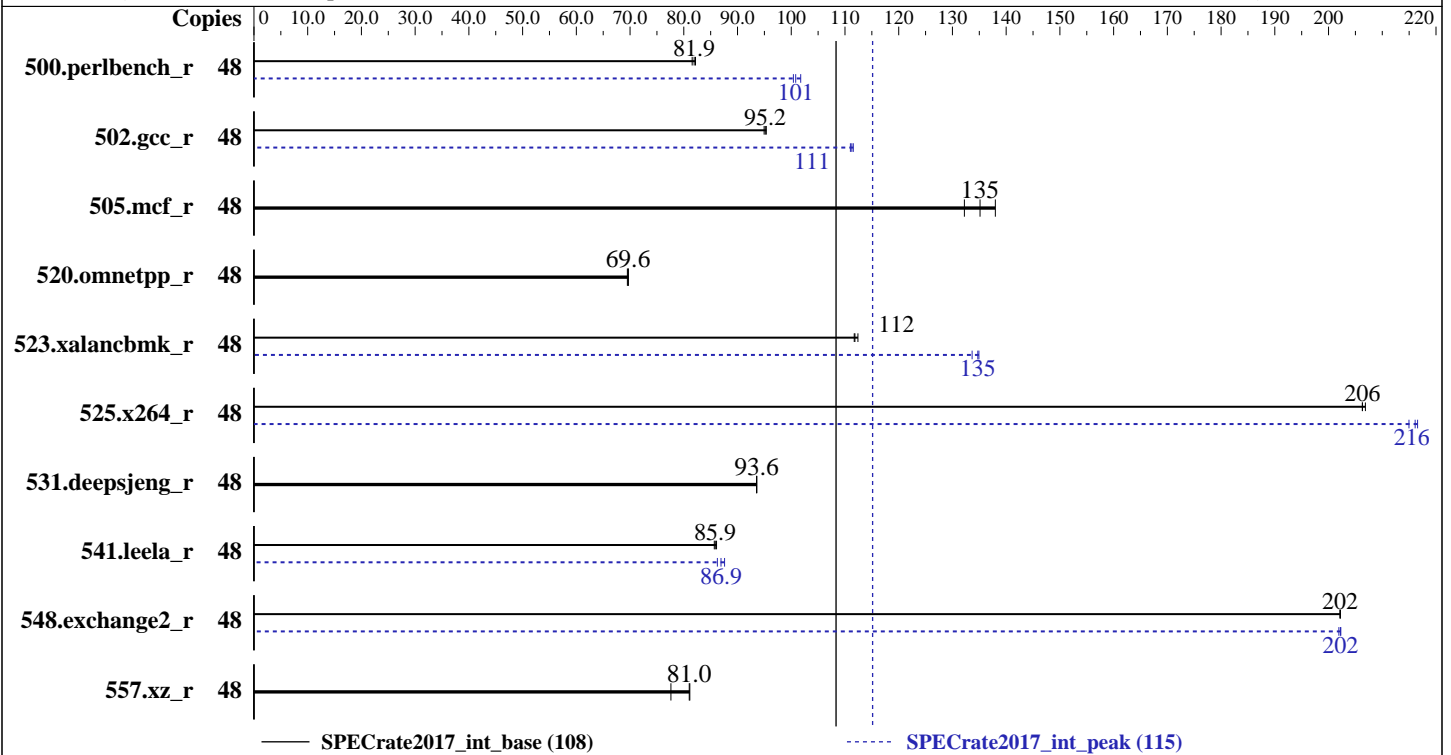 Copies 0 10.0 20.0 30.0 40.0 50.0 60.0 70.0 80.0 90.0 100 110 120 130 140 150 160 170 180 190 200 220
81.9
500.perlbench_r 48
101
95.2
502.gcc_r 48
111
135
505.mcf_r 48
69.6
520.omnetpp_r 48
112
523.xalancbmk_r 48
135
206
525.x264_r 48
216
93.6
531.deepsjeng_r 48
85.9
541.leela_r 48
86.9
202
548.exchange2_r 48
202
81.0
557.xz_r 48
SPECrate2017_int_base (108) SPECrate2017_int_peak (115)